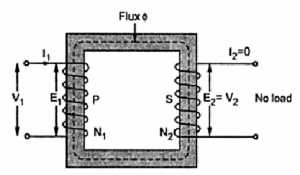 Flux ϕ
I₁
I₂=0
V₁
E₁
P
S
E₂= V₂
No load
N₁
N₂